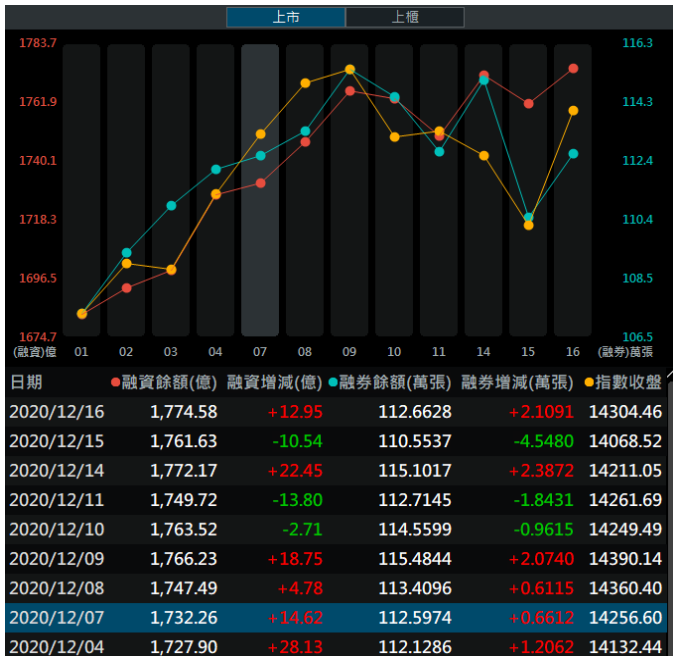 上市 上櫃
1783.7 116.3
1761.9 114.3
1740.1 112.4
1718.3 110.4
1696.5 108.5
1674.7 106.5
(融資)億 01 02 03 04 07 08 09 10 11 14 15 16 (融券)萬張
日期 融資餘額(億) 融資增減(億) 融券餘額(萬張) 融券增減(萬張) 指數收盤
2020/12/16 1,774.58 +12.95 112.6628 +2.1091 14304.46
2020/12/15 1,761.63 -10.54 110.5537 -4.5480 14068.52
2020/12/14 1,772.17 +22.45 115.1017 +2.3872 14211.05
2020/12/11 1,749.72 -13.80 112.7145 -1.8431 14261.69
2020/12/10 1,763.52 -2.71 114.5599 -0.9615 14249.49
2020/12/09 1,766.23 +18.75 115.4844 +2.0740 14390.14
2020/12/08 1,747.49 +4.78 113.4096 +0.6115 14360.40
2020/12/07 1,732.26 +14.62 112.5974 +0.6612 14256.60
2020/12/04 1,727.90 +28.13 112.1286 +1.2062 14132.44